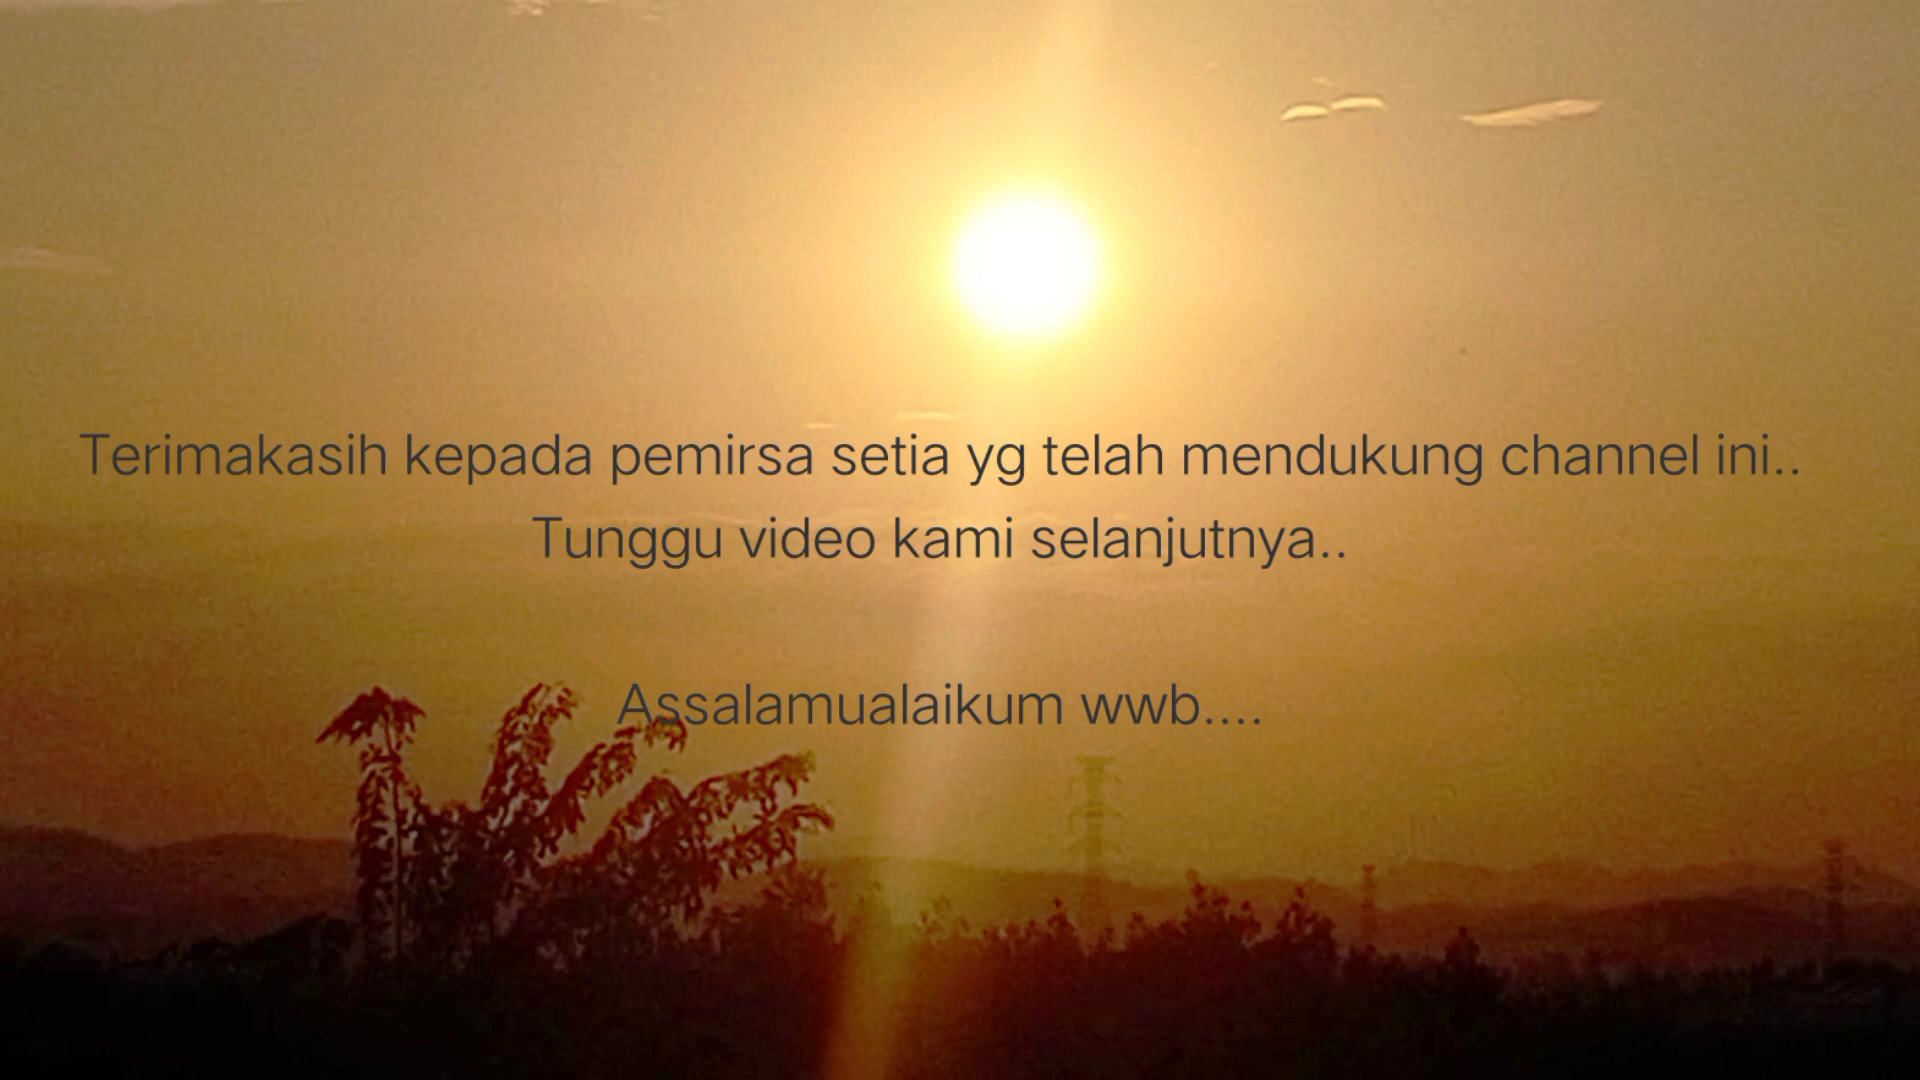 Terimakasih kepada pemirsa setia yg telah mendukung channel ini..
Tunggu video kami selanjutnya..
Assalamualaikum wwb....